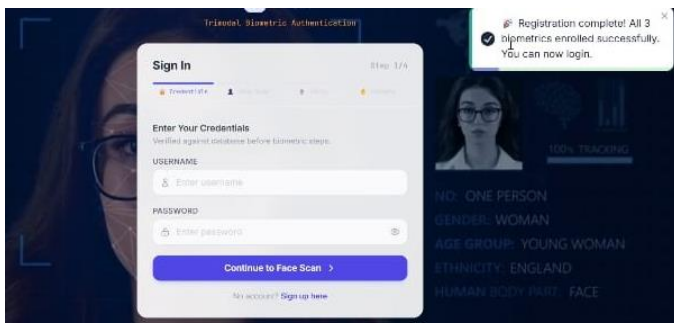 Trimodal Biometric Authentication
🎉 Registration complete! All 3
biometrics enrolled successfully.
You can now login.
Sign In
Step 1/4
Credentials
Enter Your Credentials
Verified against database before biometric steps.
USERNAME
Enter username
PASSWORD
Enter password
Continue to Face Scan >
No account? Sign up here
100% TRACKING
NO: ONE PERSON
GENDER: WOMAN
AGE GROUP: YOUNG WOMAN
ETHNICITY: ENGLAND
HUMAN BODY PART: FACE